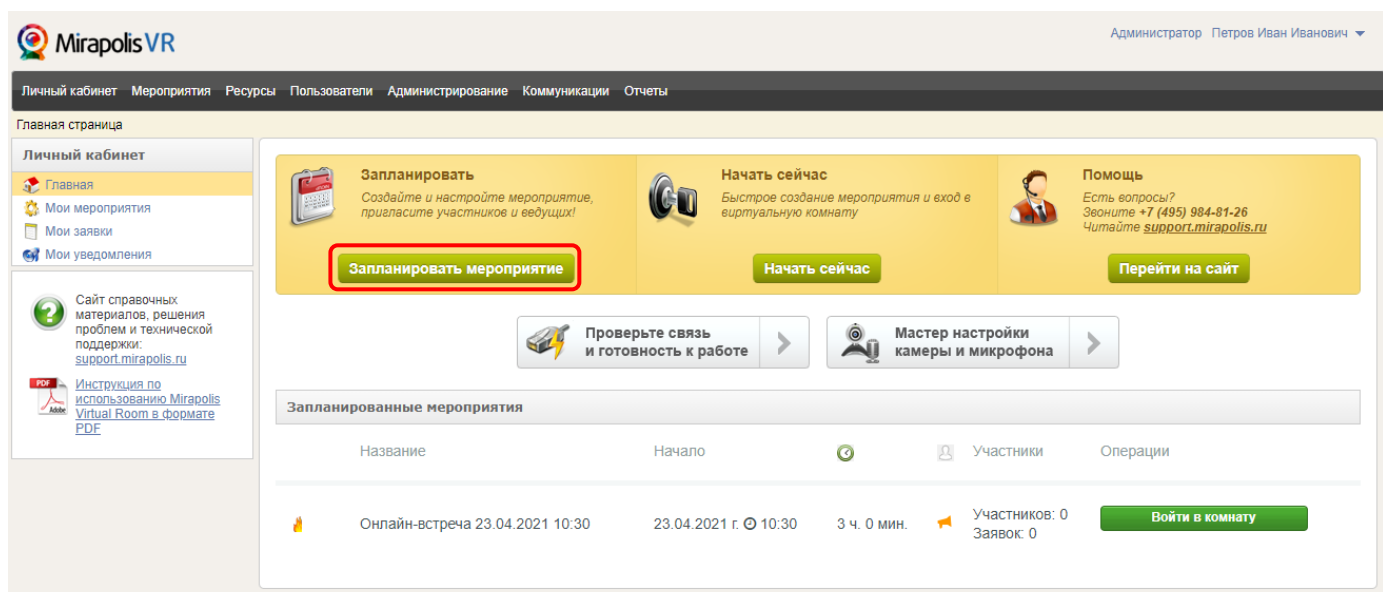 Mirapolis VR
Администратор Петров Иван Иванович
Личный кабинет Мероприятия Ресурсы Пользователи Администрирование Коммуникации Отчеты
Главная страница
Личный кабинет
Главная
Мои мероприятия
Мои заявки
Мои уведомления
Сайт справочных
материалов, решения
проблем и технической
поддержки:
support.mirapolis.ru
PDF
Adobe
Инструкция по
использованию Mirapolis
Virtual Room в формате
PDF
Запланировать
Создайте и настройте мероприятие,
пригласите участников и ведущих!
Запланировать мероприятие
Начать сейчас
Быстрое создание мероприятия и вход в
виртуальную комнату
Начать сейчас
Помощь
Есть вопросы?
Звоните +7 (495) 984-81-26
Читайте support.mirapolis.ru
Перейти на сайт
Проверьте связь
и готовность к работе
Мастер настройки
камеры и микрофона
Запланированные мероприятия
Название Начало Участники Операции
Онлайн-встреча 23.04.2021 10:30 23.04.2021 г. 10:30 3 ч. 0 мин. Участников: 0
Заявок: 0
Войти в комнату